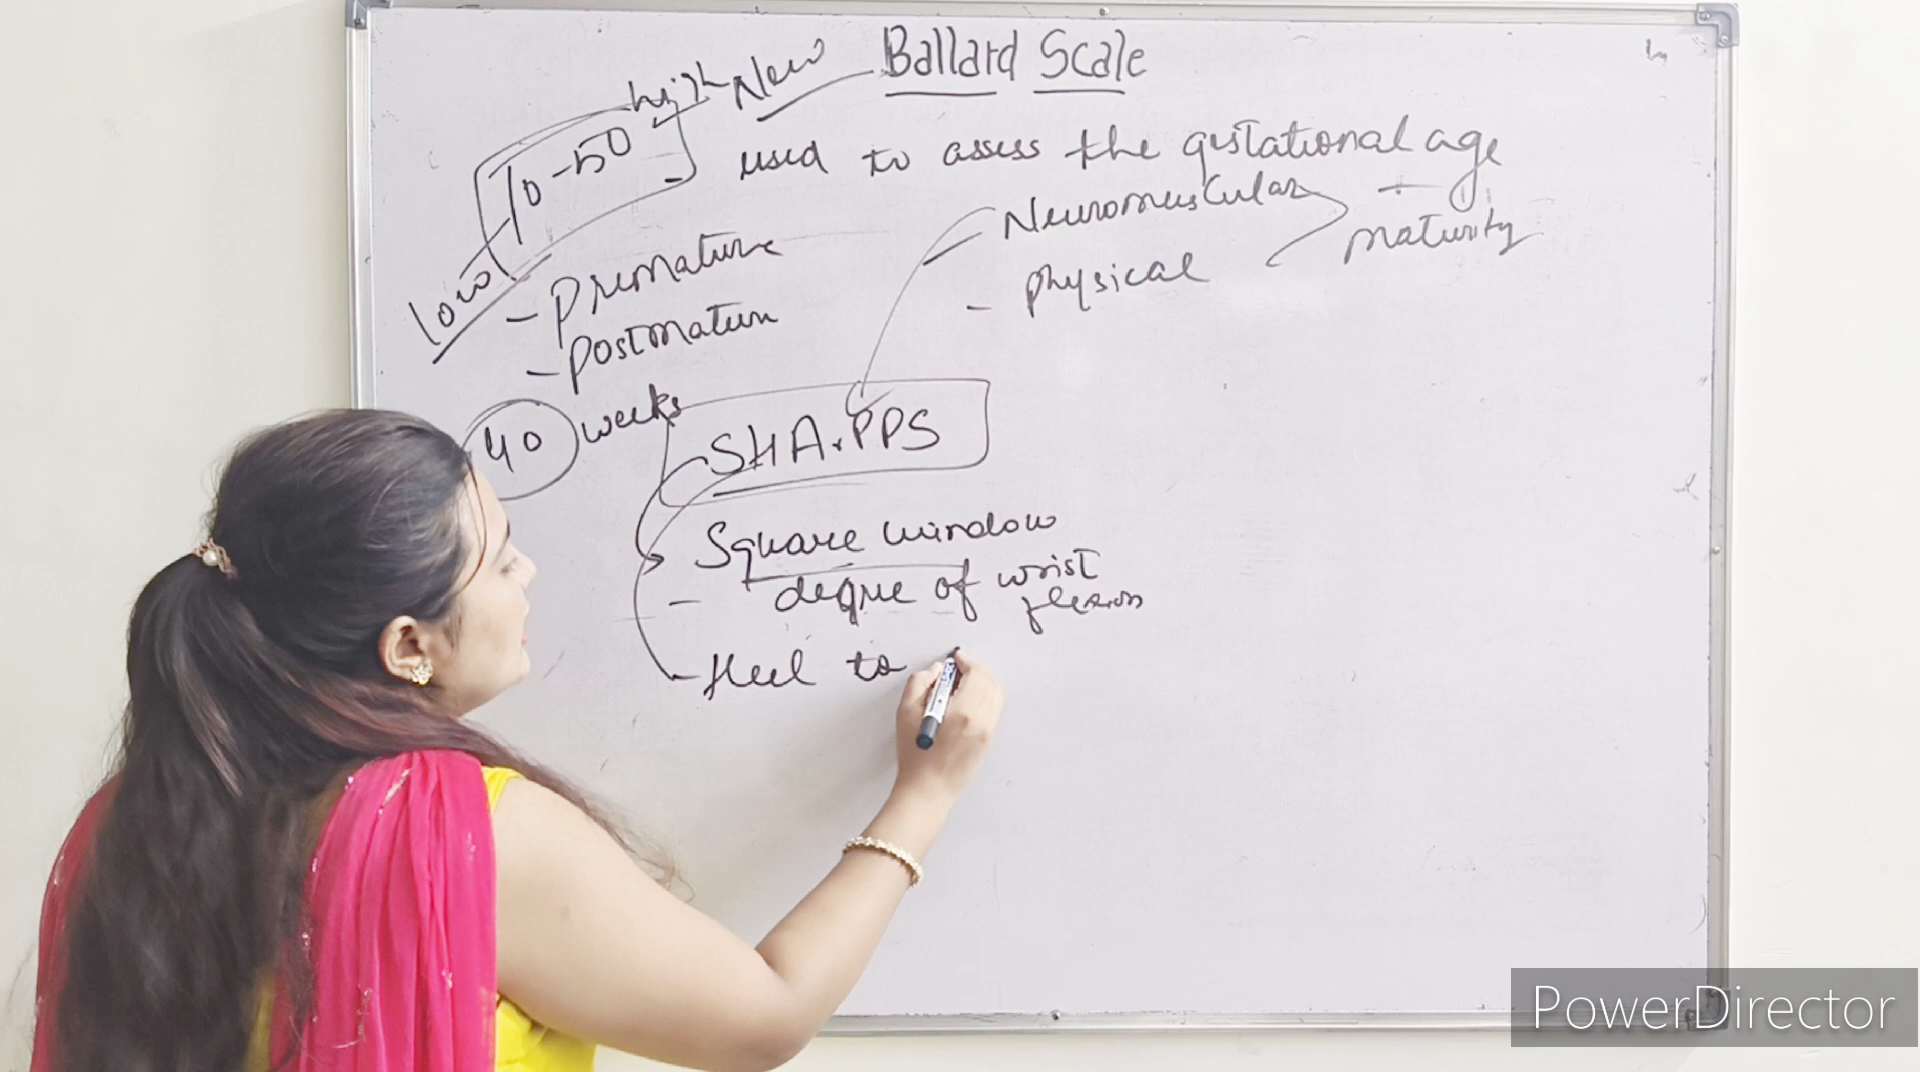 Ballard Scale
high New
10-50
low
- used to assess the gestational age
+
- Neuromuscular
maturity
- physical
- Premature
- Postmature
40 weeks
SHA.PPS
Square window
- degree of wrist
flexion
- Heel to
PowerDirector